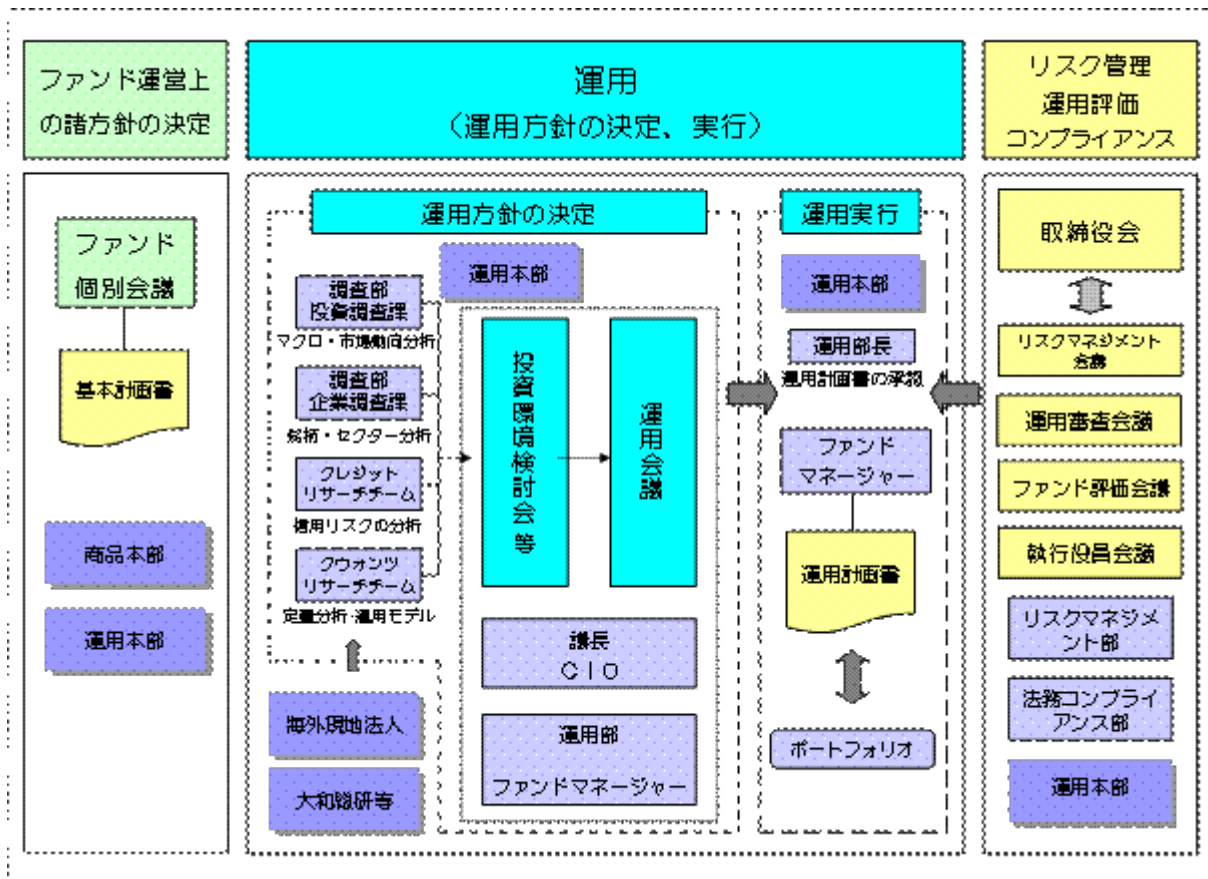 ファンド運営上
の諸方針の決定
運用
（運用方針の決定、実行）
リスク管理
運用評価
コンプライアンス
ファンド
個別会議
基本計画書
商品本部
運用本部
運用方針の決定
運用本部
調査部
投資調査課
マクロ・市場動向分析
調査部
企業調査課
銘柄・セクター分析
クレジット
リサーチチーム
信用リスクの分析
クウォンツ
リサーチチーム
定量分析・運用モデル
海外現地法人
大和総研等
投資環境検討会等
運用会議
議長
ＣＩＯ
運用部
ファンドマネージャー
運用実行
運用本部
運用部長
運用計画書の承認
ファンド
マネージャー
運用計画書
ポートフォリオ
取締役会
リスクマネジメント
会議
運用審査会議
ファンド評価会議
執行役員会議
リスクマネジメ
ント部
法務コンプライ
アンス部
運用本部